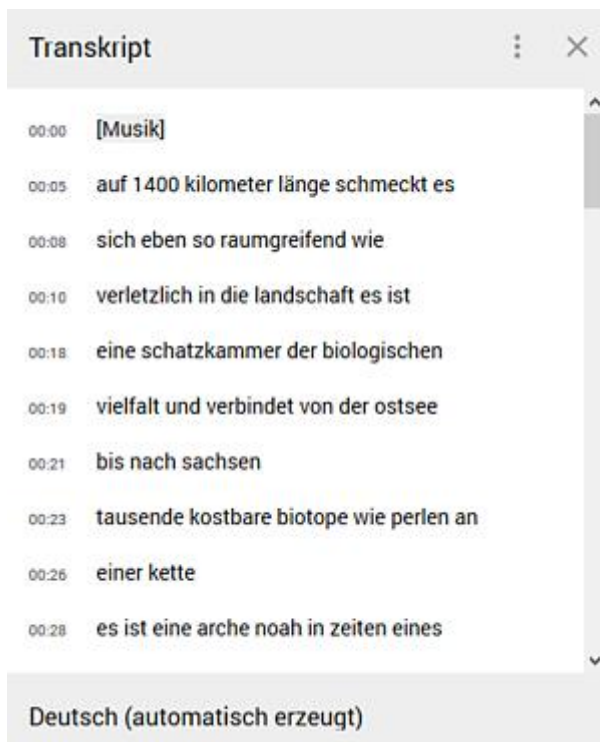 Transkript
00:00 [Musik]
00:05 auf 1400 kilometer länge schmeckt es
00:08 sich eben so raumgreifend wie
00:10 verletzlich in die landschaft es ist
00:18 eine schatzkammer der biologischen
00:19 vielfalt und verbindet von der ostsee
00:21 bis nach sachsen
00:23 tausende kostbare biotope wie perlen an
00:26 einer kette
00:28 es ist eine arche noah in zeiten eines
Deutsch (automatisch erzeugt)